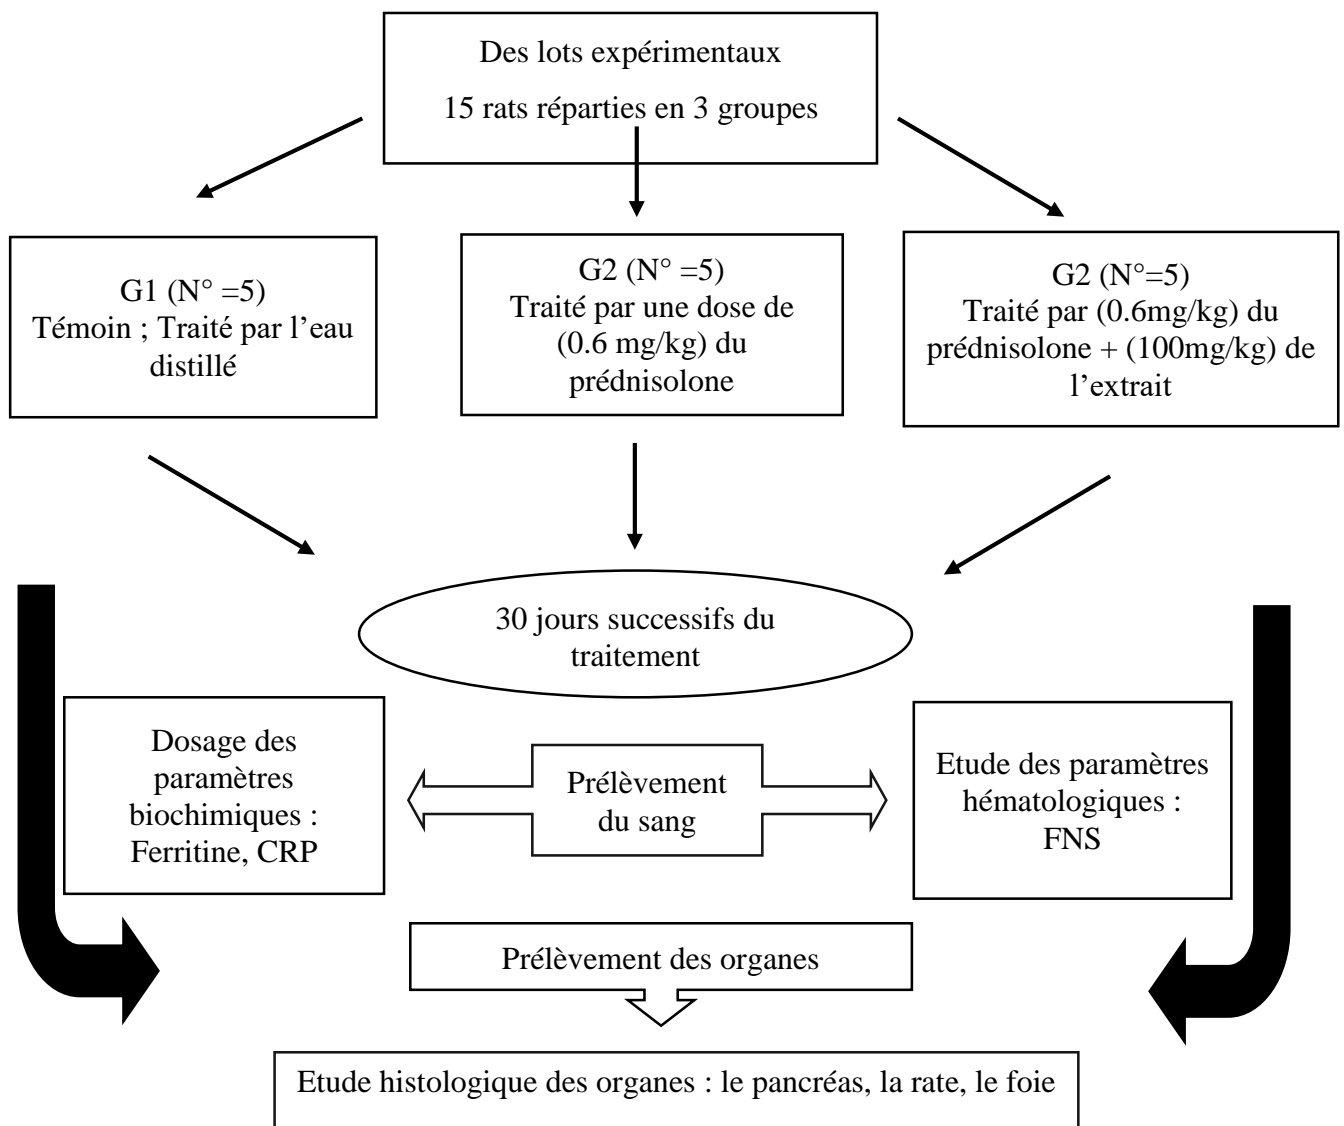 Des lots expérimentaux
15 rats réparties en 3 groupes
G1 (N° =5)
Témoin ; Traité par l’eau
distillé
G2 (N° =5)
Traité par une dose de
(0.6 mg/kg) du
prédnisolone
G2 (N°=5)
Traité par (0.6mg/kg) du
prédnisolone + (100mg/kg) de
l’extrait
30 jours successifs du
traitement
Dosage des
paramètres
biochimiques :
Ferritine, CRP
Prélèvement
du sang
Etude des paramètres
hématologiques :
FNS
Prélèvement des organes
Etude histologique des organes : le pancréas, la rate, le foie